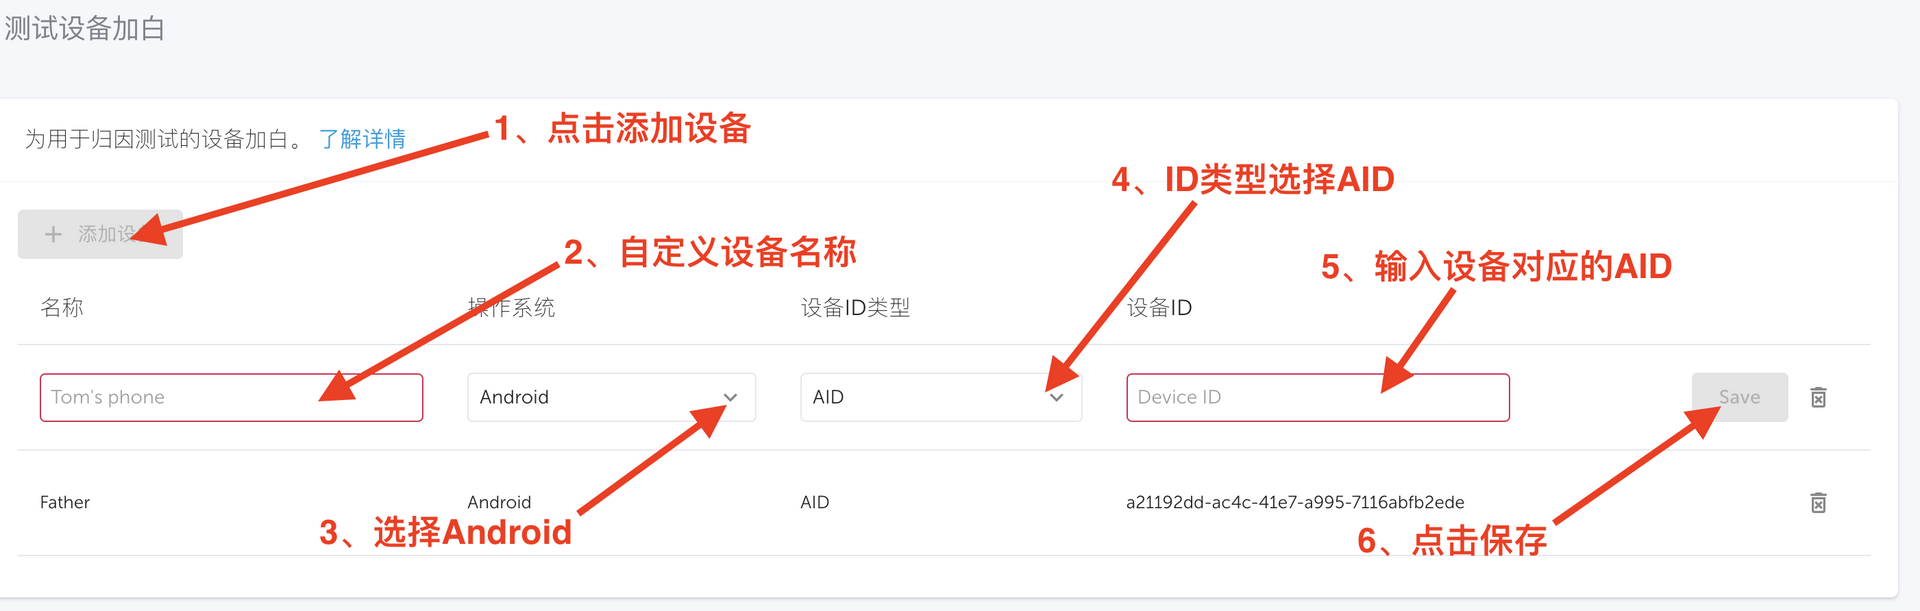 测试设备加白
为用于归因测试的设备加白。 了解详情
1、点击添加设备
4、ID类型选择AID
+ 添加设
2、自定义设备名称
5、输入设备对应的AID
名称 操作系统 设备ID类型 设备ID
Tom's phone Android AID Device ID Save
Father Android AID a21192dd-ac4c-41e7-a995-7116abfb2ede
3、选择Android
6、点击保存